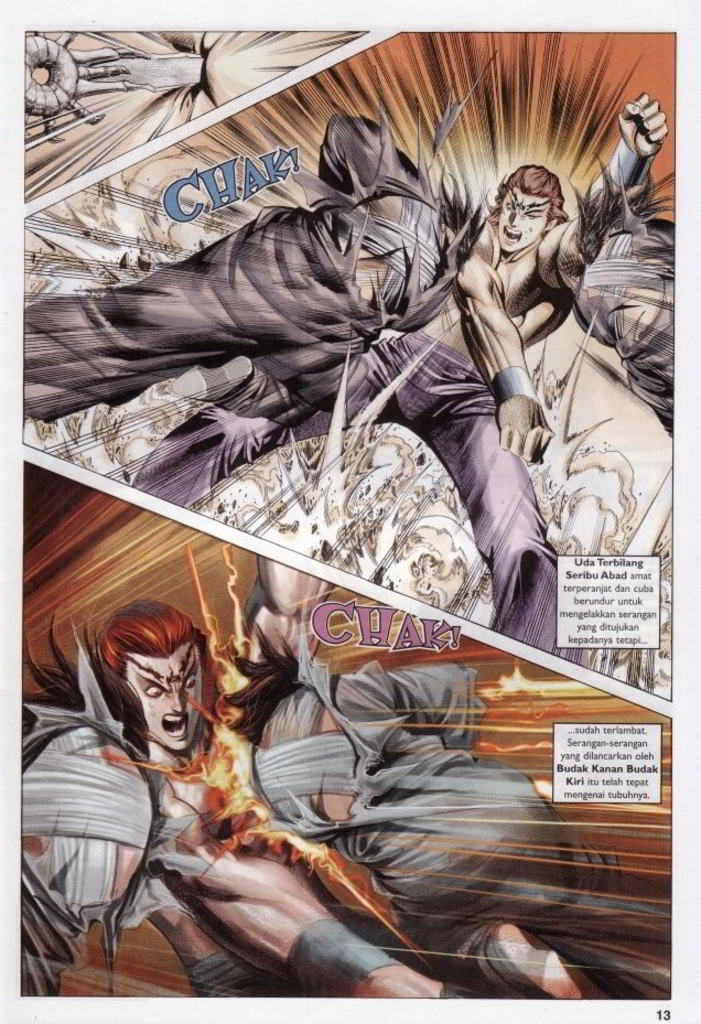 CHAK!
Uda Terbilang
Seribu Abad amat
terperanjat dan cuba
berundur untuk
mengelakkan serangan
yang ditujukan
kepadanya tetapi...
CHAK!
...sudah terlambat.
Serangan-serangan
yang dilancarkan oleh
Budak Kanan Budak
Kiri itu telah tepat
mengenai tubuhnya.
13